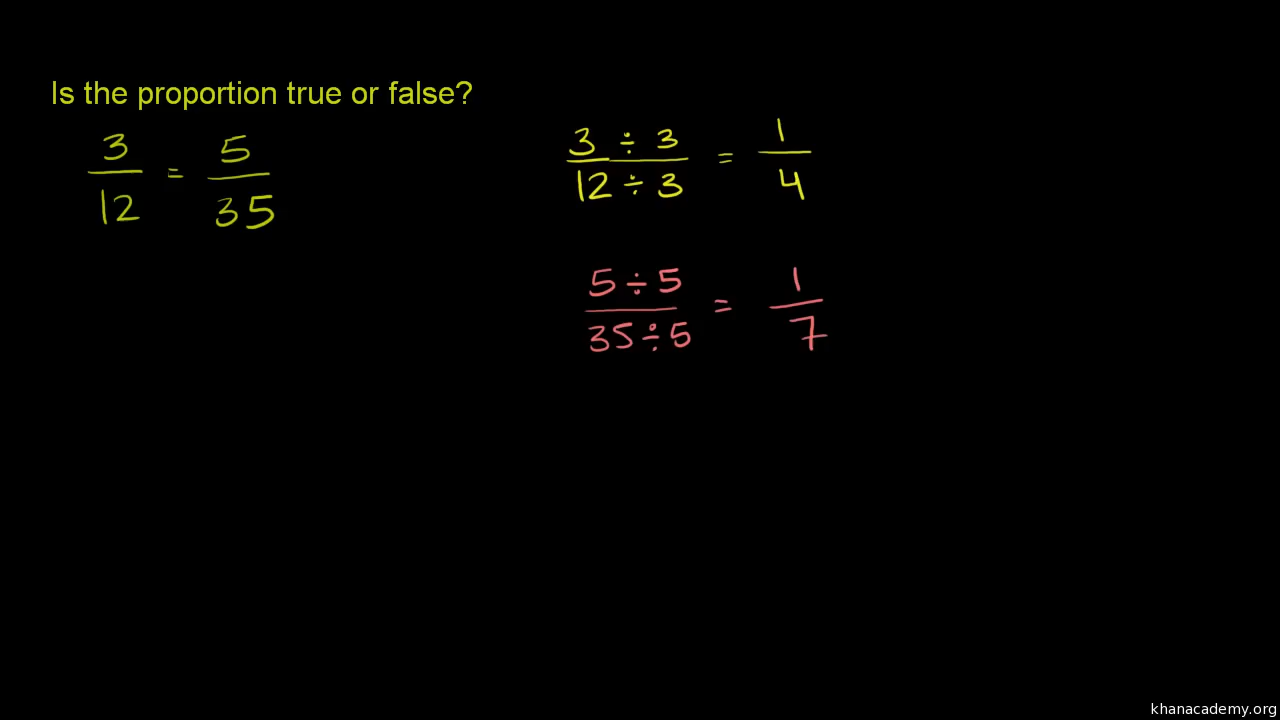 Is the proportion true or false?
3/12 = 5/35
3 ÷ 3 / 12 ÷ 3 = 1/4
5 ÷ 5 / 35 ÷ 5 = 1/7
khanacademy.org